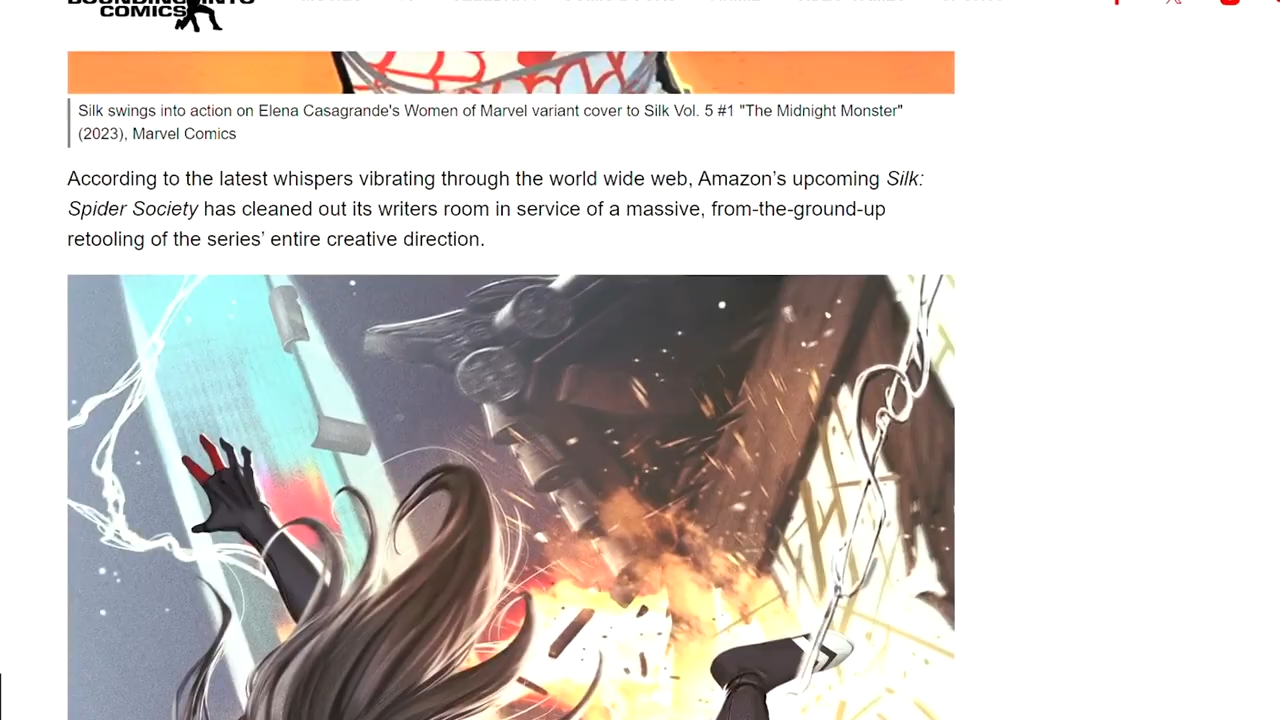 BOUNDING INTO
COMICS
Silk swings into action on Elena Casagrande's Women of Marvel variant cover to Silk Vol. 5 #1 "The Midnight Monster"
(2023), Marvel Comics
According to the latest whispers vibrating through the world wide web, Amazon’s upcoming Silk:
Spider Society has cleaned out its writers room in service of a massive, from-the-ground-up
retooling of the series’ entire creative direction.